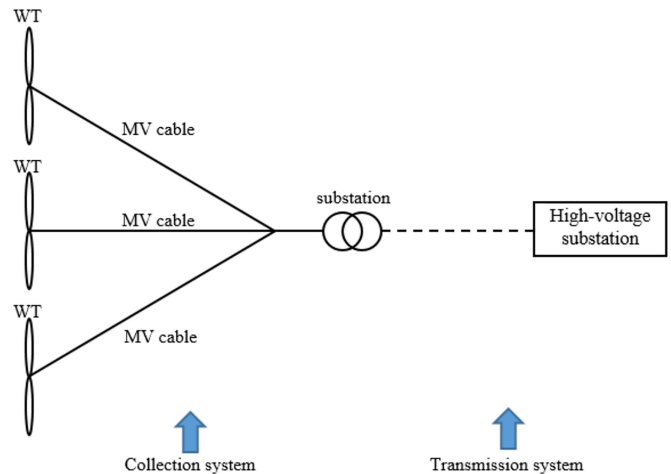 WT
MV cable
WT
MV cable
substation
High-voltage
substation
WT
MV cable
Collection system
Transmission system